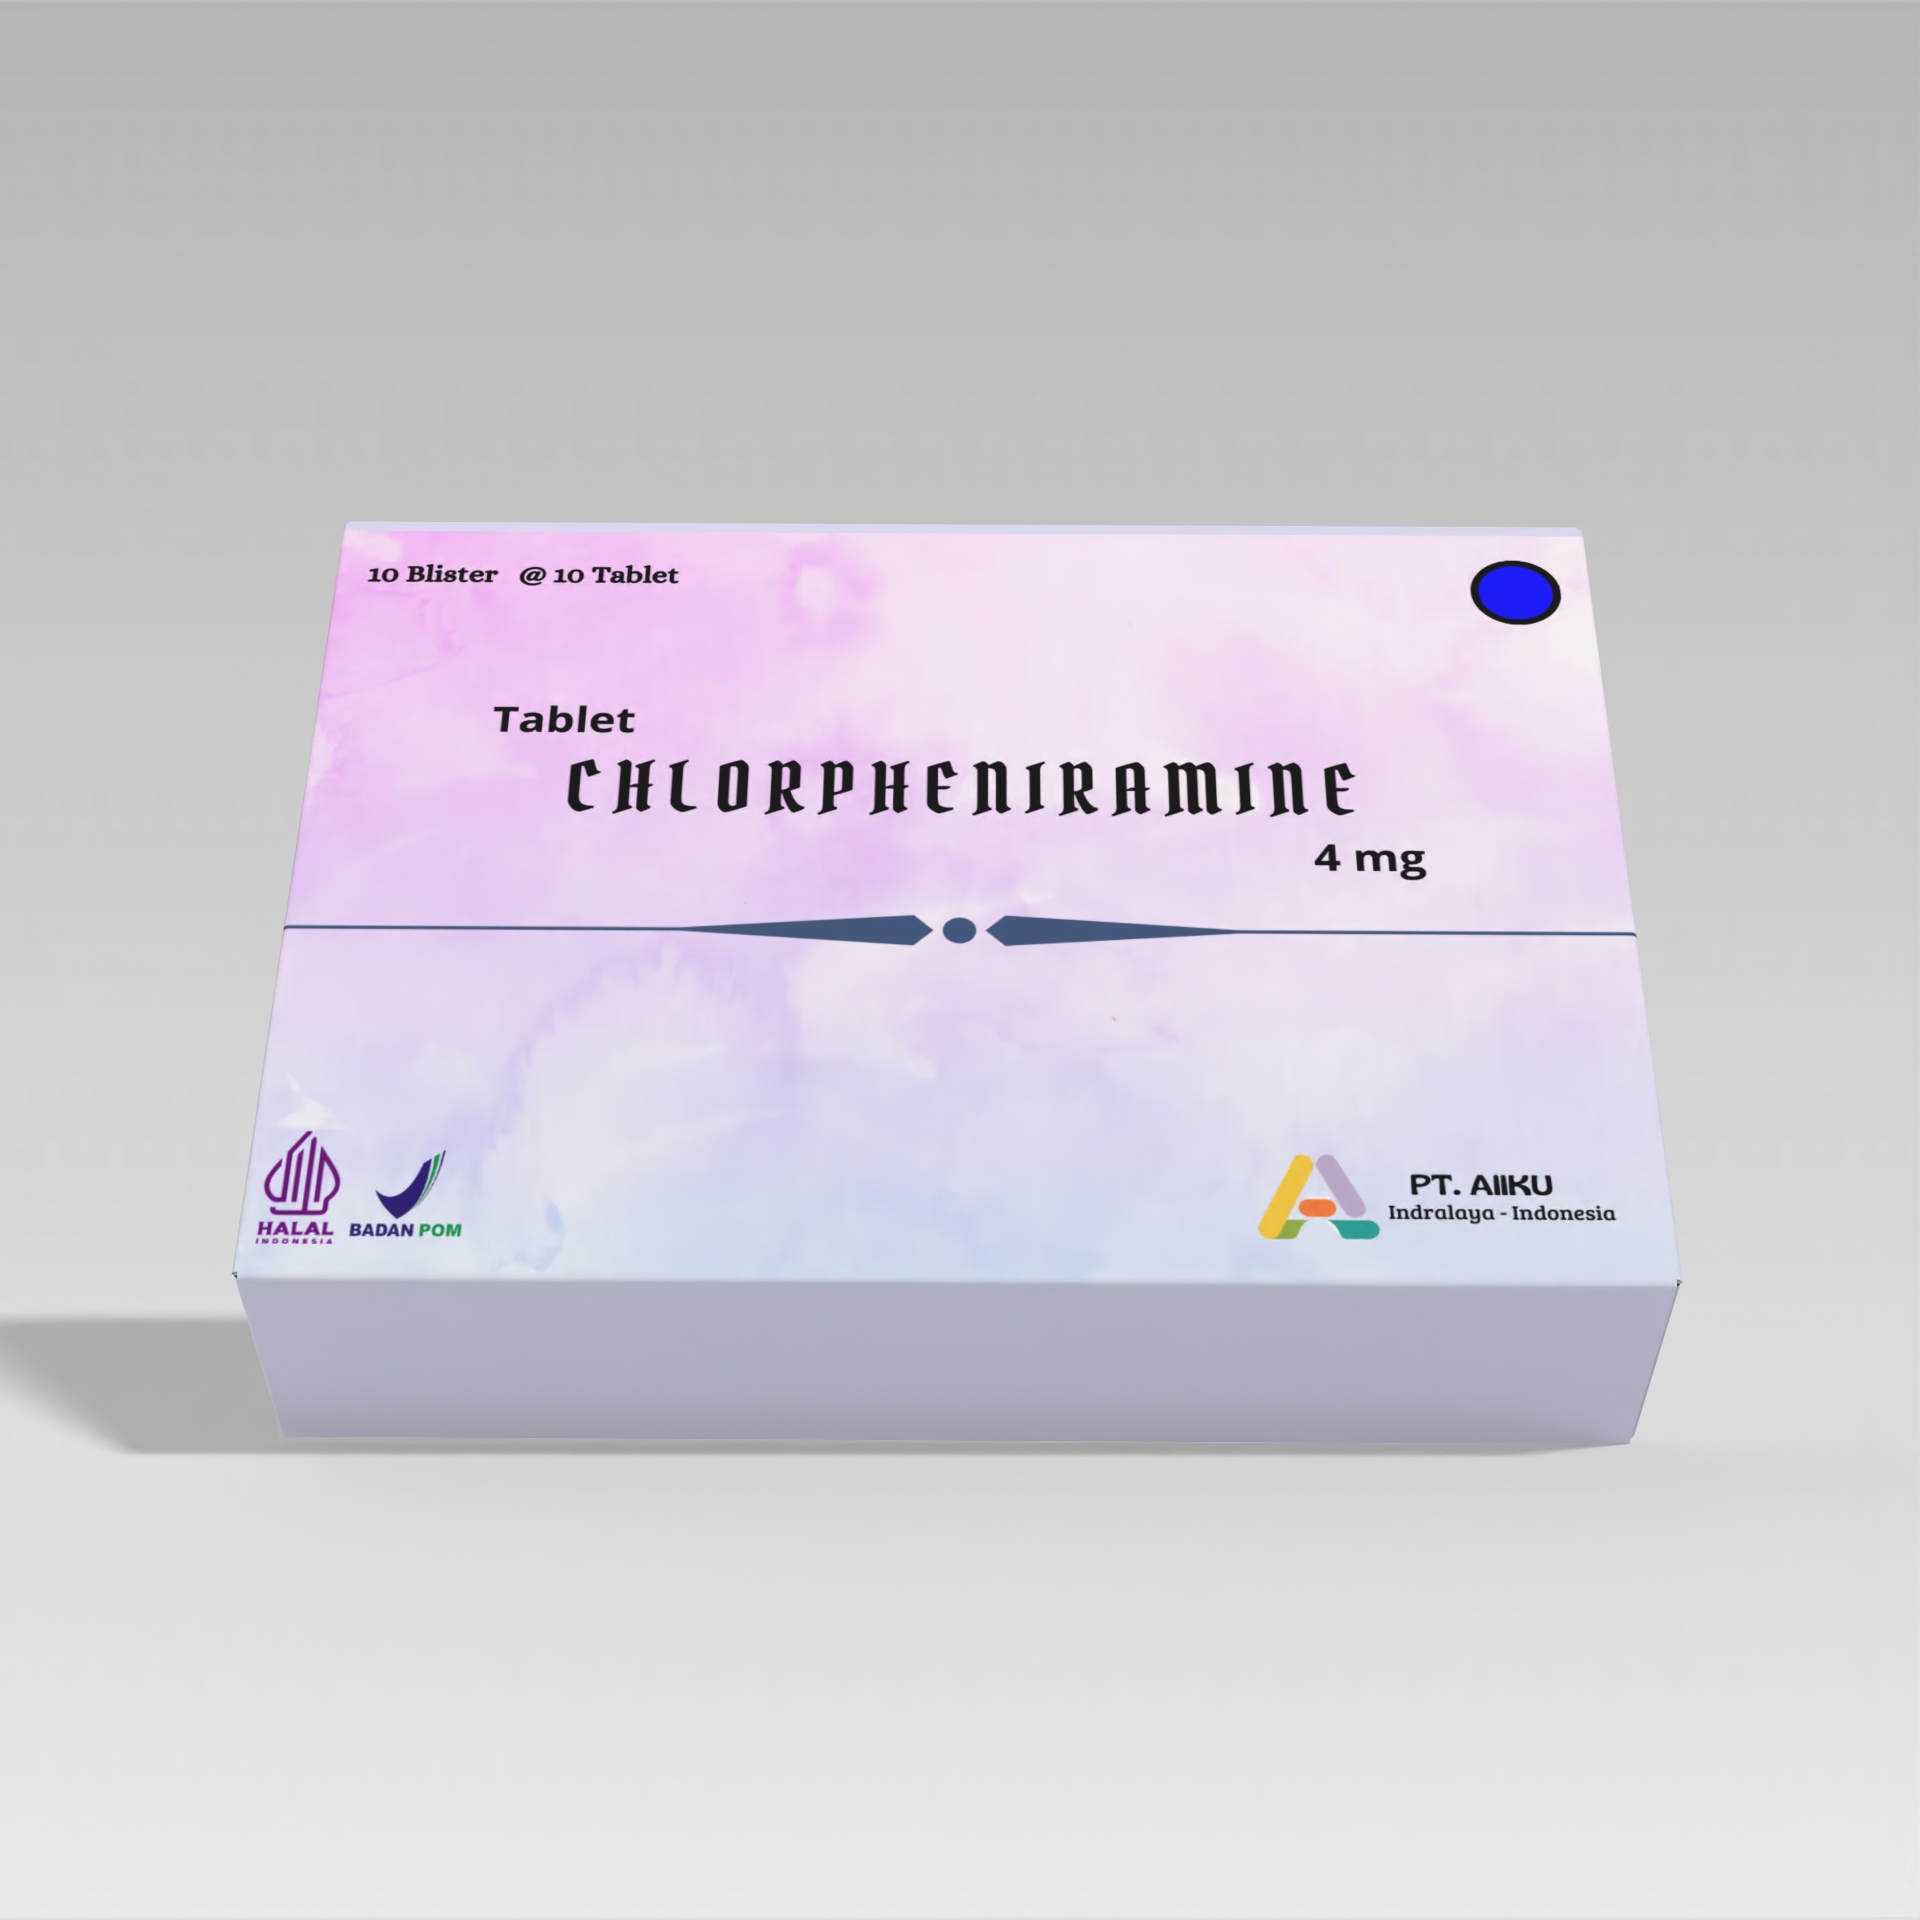 10 Blister @ 10 Tablet
Tablet
CHLORPHENIRAMINE
4 mg
HALAL
INDONESIA
BADAN POM
PT. AIIKU
Indralaya - Indonesia